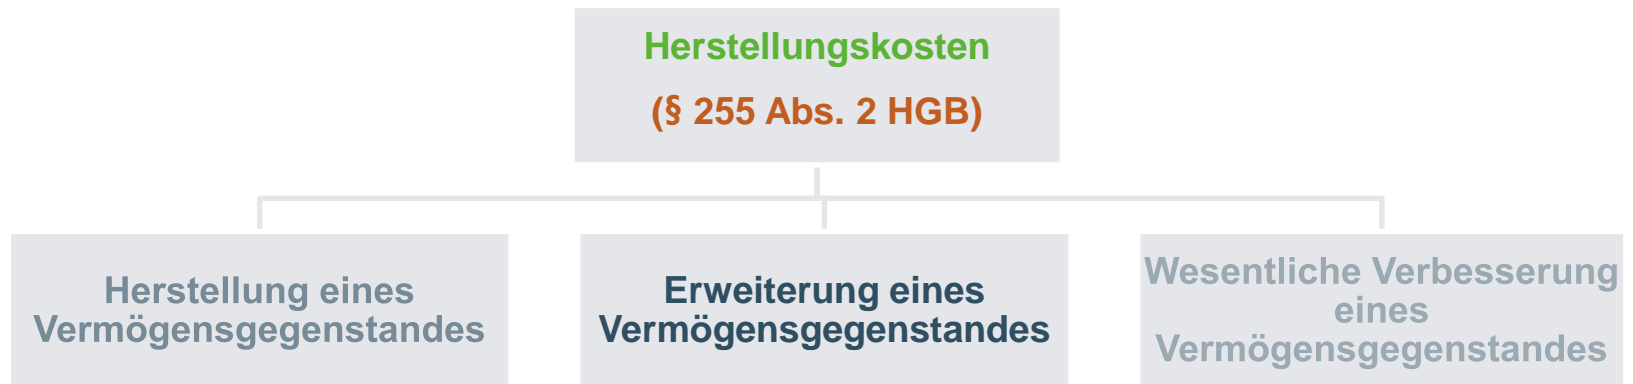 Herstellungskosten
(§ 255 Abs. 2 HGB)
Herstellung eines
Vermögensgegenstandes
Erweiterung eines
Vermögensgegenstandes
Wesentliche Verbesserung
eines
Vermögensgegenstandes